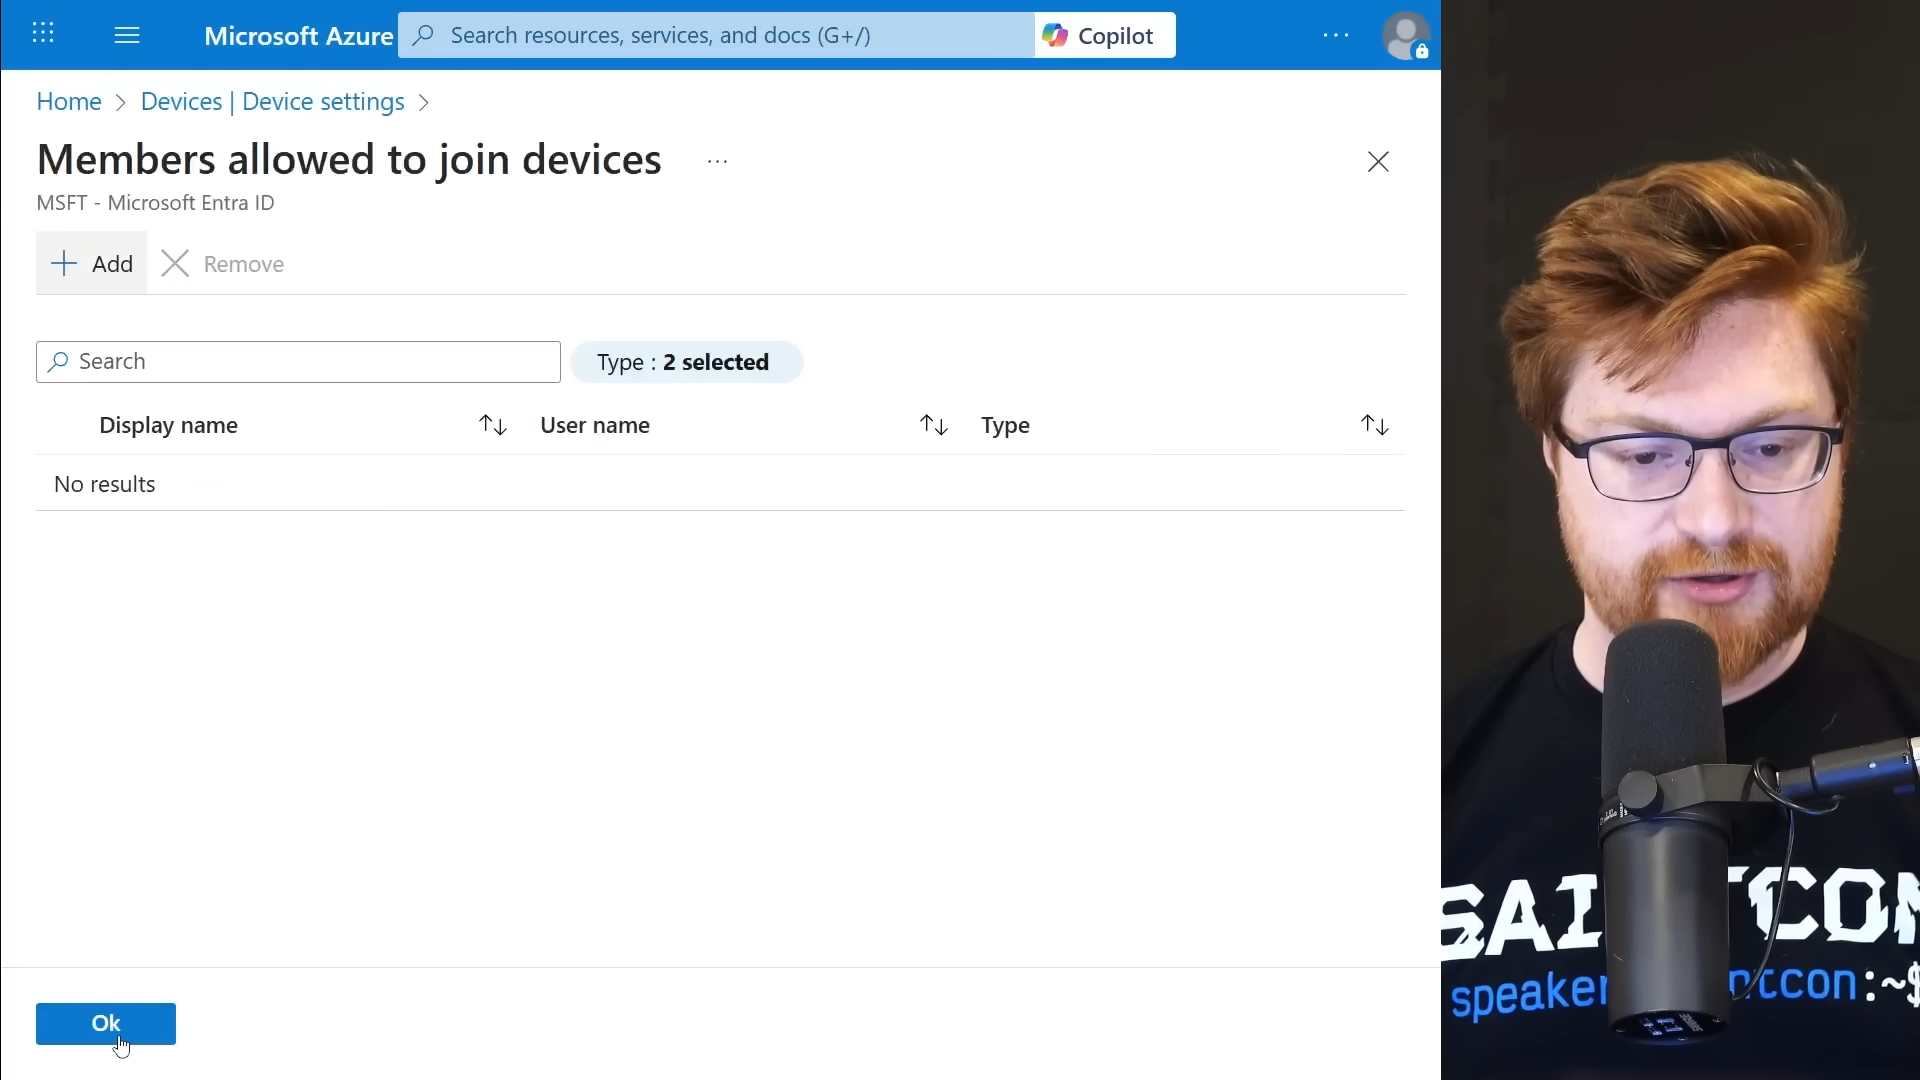 Microsoft Azure
Search resources, services, and docs (G+/)
Copilot
Home > Devices | Device settings >
Members allowed to join devices
MSFT - Microsoft Entra ID
Add
Remove
Search
Type : 2 selected
Display name
User name
Type
No results
Ok